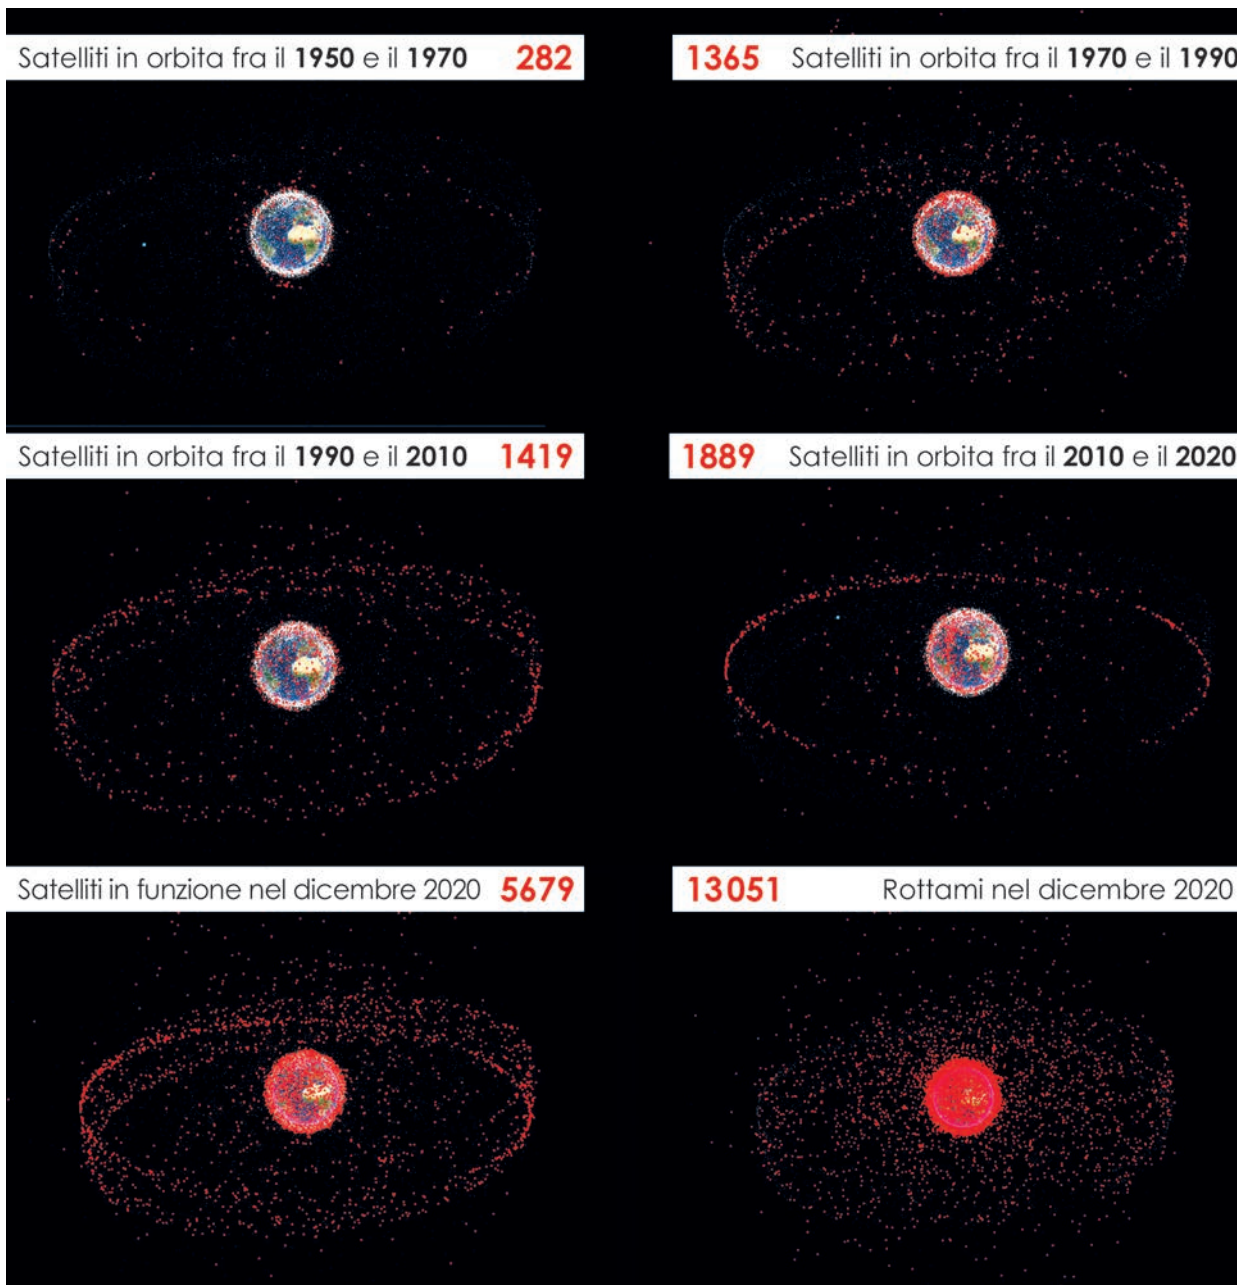 Satelliti in orbita fra il 1950 e il 1970 282
1365 Satelliti in orbita fra il 1970 e il 1990
Satelliti in orbita fra il 1990 e il 2010 1419
1889 Satelliti in orbita fra il 2010 e il 2020
Satelliti in funzione nel dicembre 2020 5679
13051 Rottami nel dicembre 2020